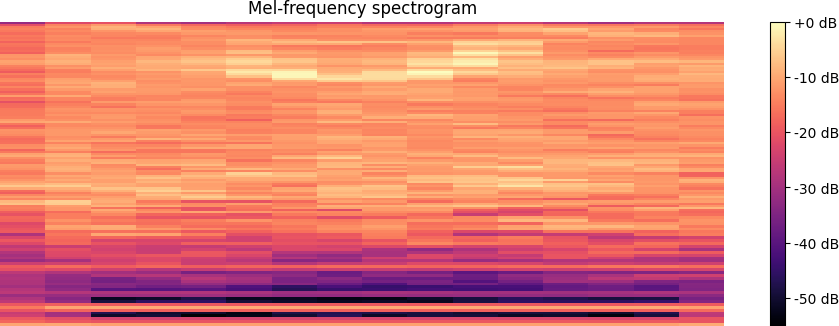 Mel-frequency spectrogram
+0 dB
-10 dB
-20 dB
-30 dB
-40 dB
-50 dB